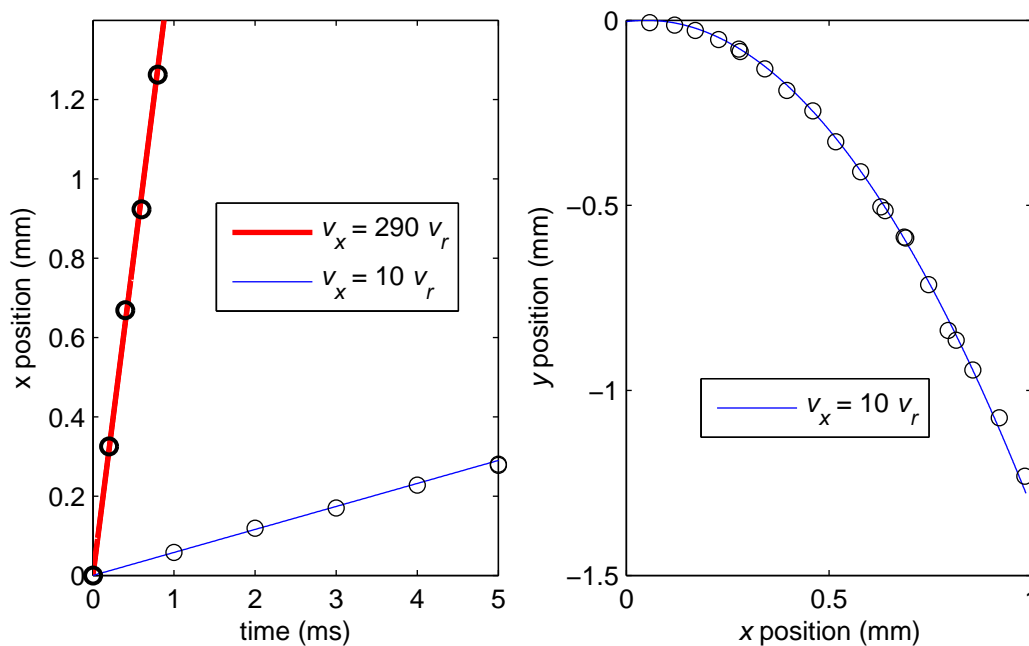 1.2
1
0.8
0.6
0.4
0.2
0
x position (mm)
v_x = 290 v_r
v_x = 10 v_r
0 1 2 3 4 5
time (ms)
0
−0.5
−1
−1.5
y position (mm)
v_x = 10 v_r
0 0.5 1
x position (mm)